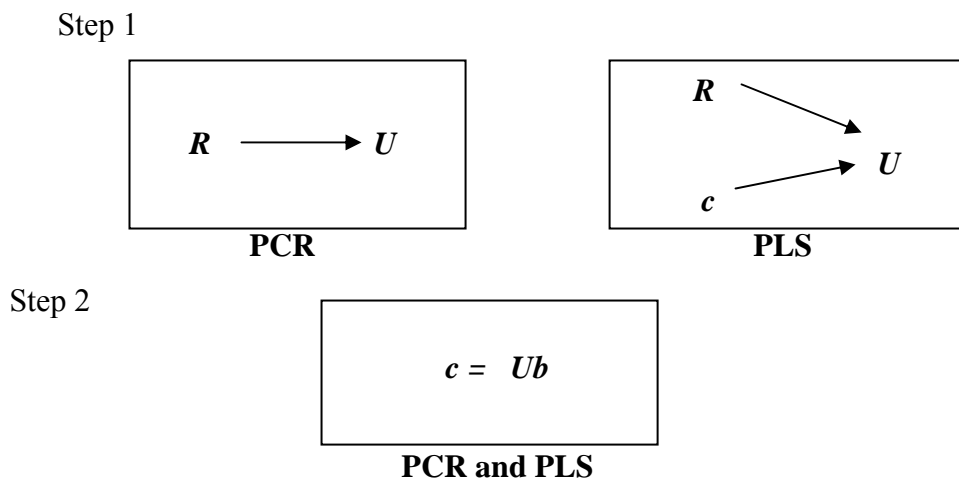 Step 1
R U
R
U
c
PCR PLS
Step 2
c = Ub
PCR and PLS